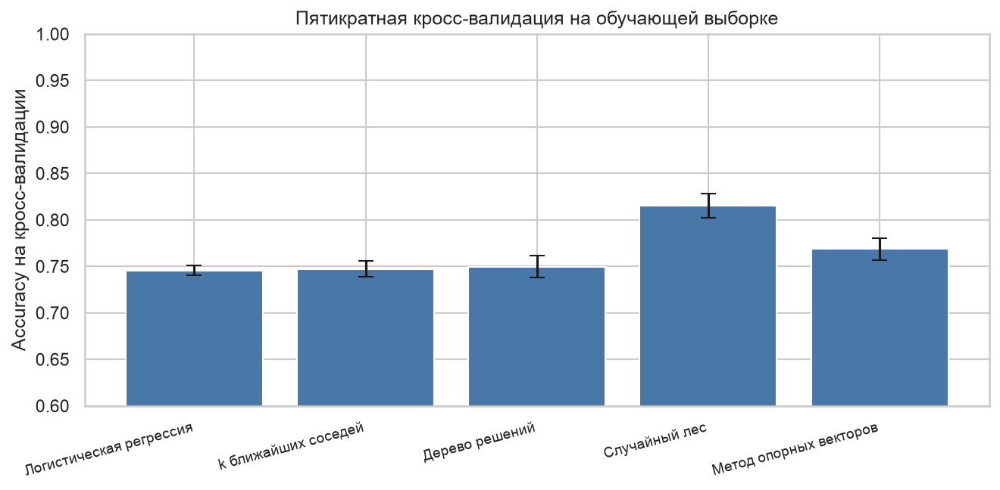 Пятикратная кросс-валидация на обучающей выборке
Accuracy на кросс-валидации
1.00
0.95
0.90
0.85
0.80
0.75
0.70
0.65
0.60
Логистическая регрессия
k ближайших соседей
Дерево решений
Случайный лес
Метод опорных векторов